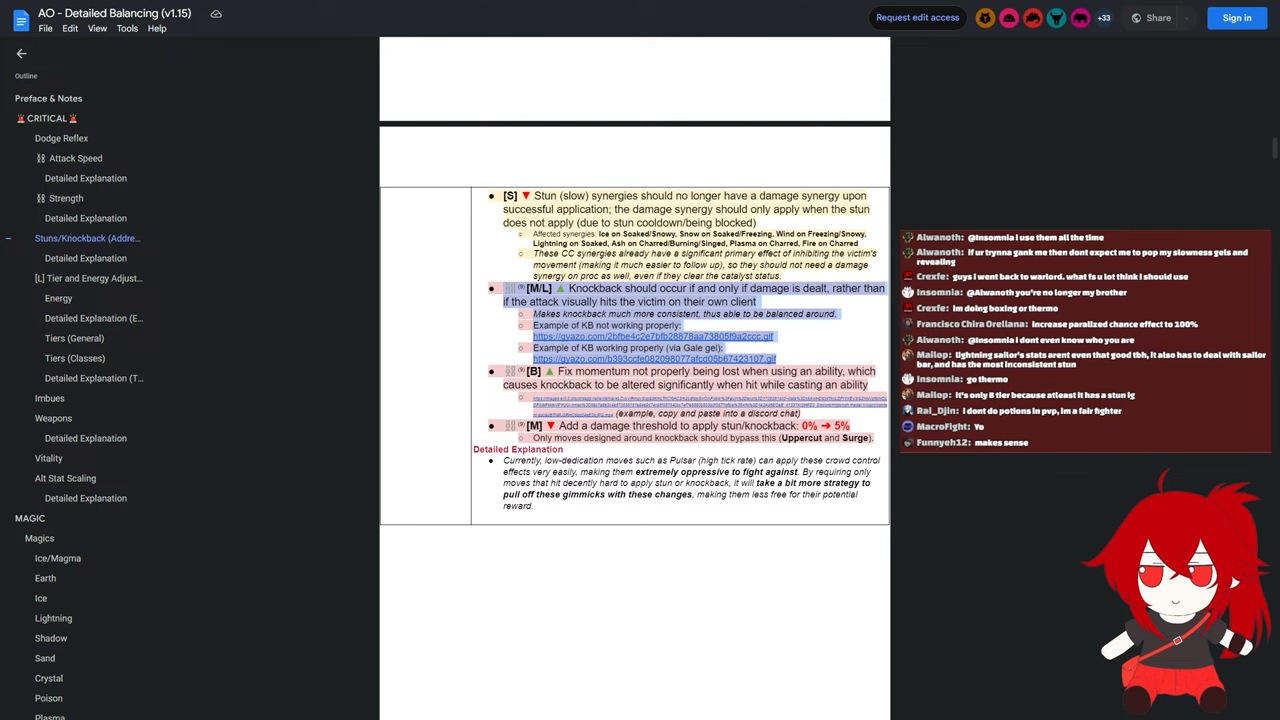 AO - Detailed Balancing (v1.15)
File Edit View Tools Help
Request edit access
+33
Share
Sign in
Outline
Preface & Notes
🚨 CRITICAL 🚨
Dodge Reflex
⛓ Attack Speed
Detailed Explanation
⛓ Strength
Detailed Explanation
Stuns/Knockback (Addre...
Detailed Explanation
[L] Tier and Energy Adjust...
Energy
Detailed Explanation (E...
Tiers (General)
Tiers (Classes)
Detailed Explanation (T...
Imbues
Weapons
Detailed Explanation
Vitality
Alt Stat Scaling
Detailed Explanation
MAGIC
Magics
Ice/Magma
Earth
Ice
Lightning
Shadow
Sand
Crystal
Poison
Plasma
● [S] 🔻 Stun (slow) synergies should no longer have a damage synergy upon
successful application; the damage synergy should only apply when the stun
does not apply (due to stun cooldown/being blocked)
○ Affected synergies: Ice on Soaked/Snowy, Snow on Soaked/Freezing, Wind on Freezing/Snowy,
Lightning on Soaked, Ash on Charred/Burning/Singed, Plasma on Charred, Fire on Charred
○ These CC synergies already have a significant primary effect of inhibiting the victim's
movement (making it much easier to follow up), so they should not need a damage
synergy on proc as well, even if they clear the catalyst status.
● ⛓ [M/L] ▲ Knockback should occur if and only if damage is dealt, rather than
if the attack visually hits the victim on their own client
○ Makes knockback much more consistent, thus able to be balanced around.
○ Example of KB not working properly:
https://gyazo.com/2bfbe4c2e7bfb28878aa73805f9a2ccc.gif
○ Example of KB working properly (via Gale gel):
https://gyazo.com/b393ccfe082098077afcd05b67423107.gif
● ⛓ [B] ▲ Fix momentum not properly being lost when using an ability, which
causes knockback to be altered significantly when hit while casting an ability
(example, copy and paste into a discord chat)
● ⛓ [M] 🔻 Add a damage threshold to apply stun/knockback: 0% ➔ 5%
○ Only moves designed around knockback should bypass this (Uppercut and Surge).
Detailed Explanation
● Currently, low-dedication moves such as Pulsar (high tick rate) can apply these crowd control
effects very easily, making them extremely oppressive to fight against. By requiring only
moves that hit decently hard to apply stun or knockback, it will take a bit more strategy to
pull off these gimmicks with these changes, making them less free for their potential
reward.
Alwanoth: @Insomnia i use them all the time
Alwanoth: if ur trynna gank me then dont expect me to pop my slowness gels and
revealing
Crexfe: guys i went back to warlord. what fs u lot think i should use
Insomnia: @Alwanoth you're no longer my brother
Crexfe: im doing boxing or thermo
Francisco Chira Orellana: Increase paralized chance effect to 100%
Alwanoth: @Insomnia i dont even know who you are
Mailop: lightning sailor's stats arent even that good tbh, it also has to deal with sailor
bar, and has the most inconsistent stun
Insomnia: go thermo
Mailop: It's only B tier because atleast it has a stun ig
Rai_Djin: i dont do potions in pvp, im a fair fighter
MacroFight: Yo
Funnyeh12: makes sense